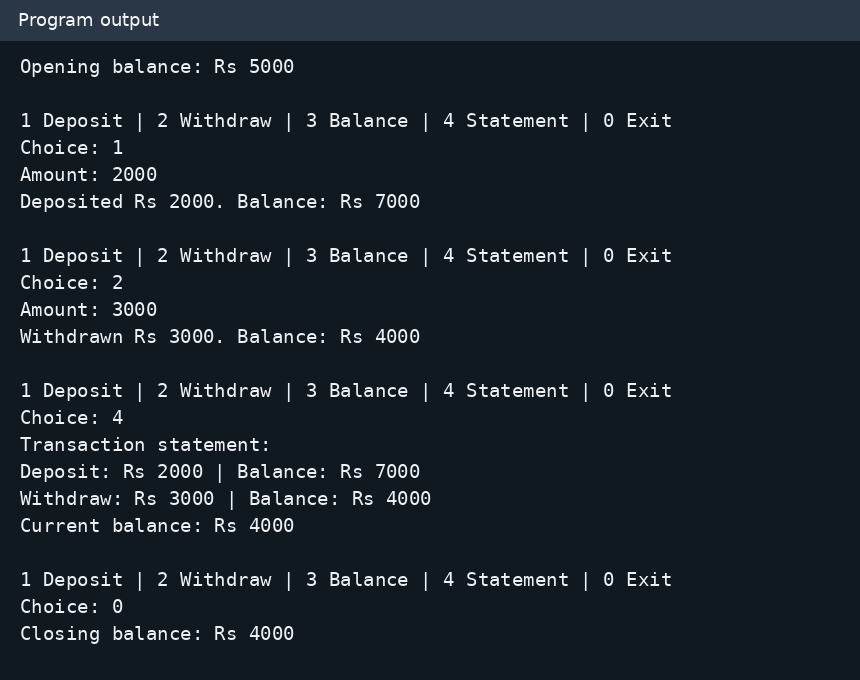 Program output
Opening balance: Rs 5000
1 Deposit | 2 Withdraw | 3 Balance | 4 Statement | 0 Exit
Choice: 1
Amount: 2000
Deposited Rs 2000. Balance: Rs 7000
1 Deposit | 2 Withdraw | 3 Balance | 4 Statement | 0 Exit
Choice: 2
Amount: 3000
Withdrawn Rs 3000. Balance: Rs 4000
1 Deposit | 2 Withdraw | 3 Balance | 4 Statement | 0 Exit
Choice: 4
Transaction statement:
Deposit: Rs 2000 | Balance: Rs 7000
Withdraw: Rs 3000 | Balance: Rs 4000
Current balance: Rs 4000
1 Deposit | 2 Withdraw | 3 Balance | 4 Statement | 0 Exit
Choice: 0
Closing balance: Rs 4000